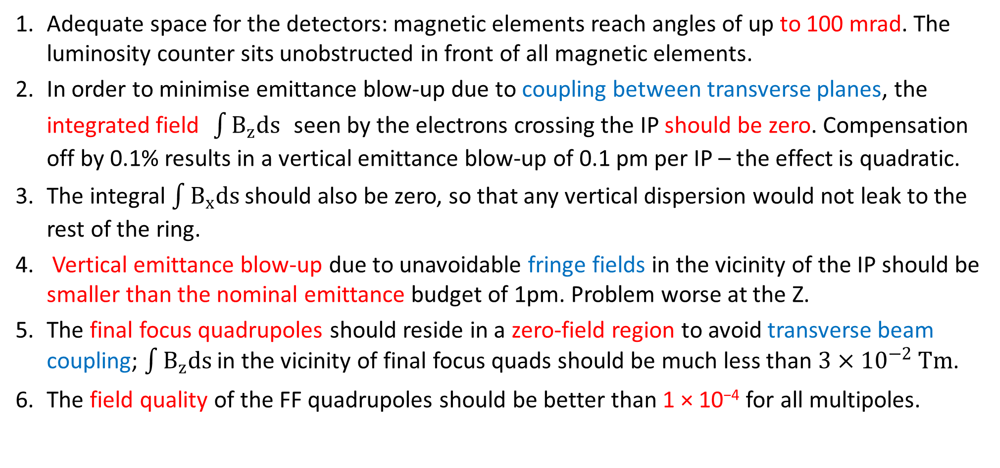 1. Adequate space for the detectors: magnetic elements reach angles of up to 100 mrad. The
luminosity counter sits unobstructed in front of all magnetic elements.
2. In order to minimise emittance blow-up due to coupling between transverse planes, the
integrated field ∫ B_z ds seen by the electrons crossing the IP should be zero. Compensation
off by 0.1% results in a vertical emittance blow-up of 0.1 pm per IP – the effect is quadratic.
3. The integral ∫ B_x ds should also be zero, so that any vertical dispersion would not leak to the
rest of the ring.
4. Vertical emittance blow-up due to unavoidable fringe fields in the vicinity of the IP should be
smaller than the nominal emittance budget of 1pm. Problem worse at the Z.
5. The final focus quadrupoles should reside in a zero-field region to avoid transverse beam
coupling; ∫ B_z ds in the vicinity of final focus quads should be much less than 3 × 10⁻² Tm.
6. The field quality of the FF quadrupoles should be better than 1 × 10⁻⁴ for all multipoles.